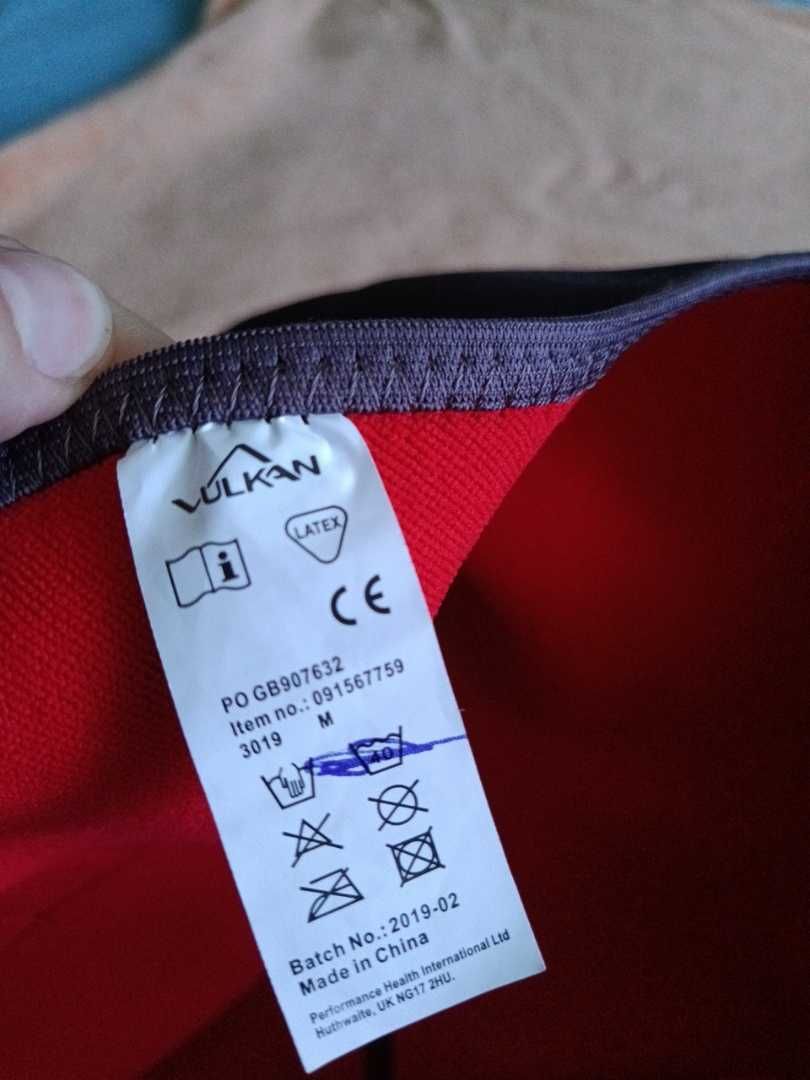 VULKAN
LATEX
i
CE
PO GB907632
Item no.: 091567759
3019 M
40
Batch No.: 2019-02
Made in China
Performance Health International Ltd
Huthwaite, UK NG17 2HU.